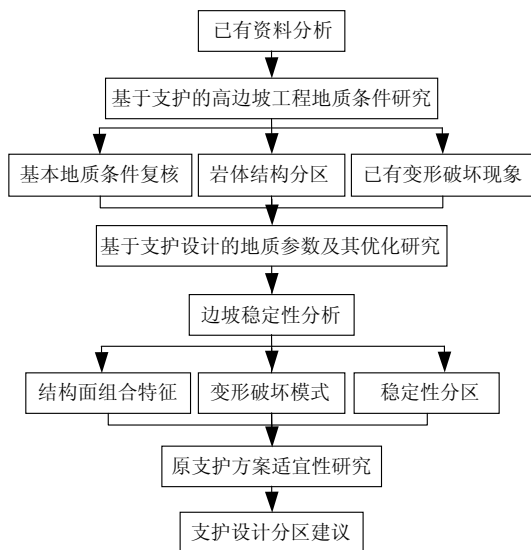 已有资料分析
基于支护的高边坡工程地质条件研究
基本地质条件复核
岩体结构分区
已有变形破坏现象
基于支护设计的地质参数及其优化研究
边坡稳定性分析
结构面组合特征
变形破坏模式
稳定性分区
原支护方案适宜性研究
支护设计分区建议